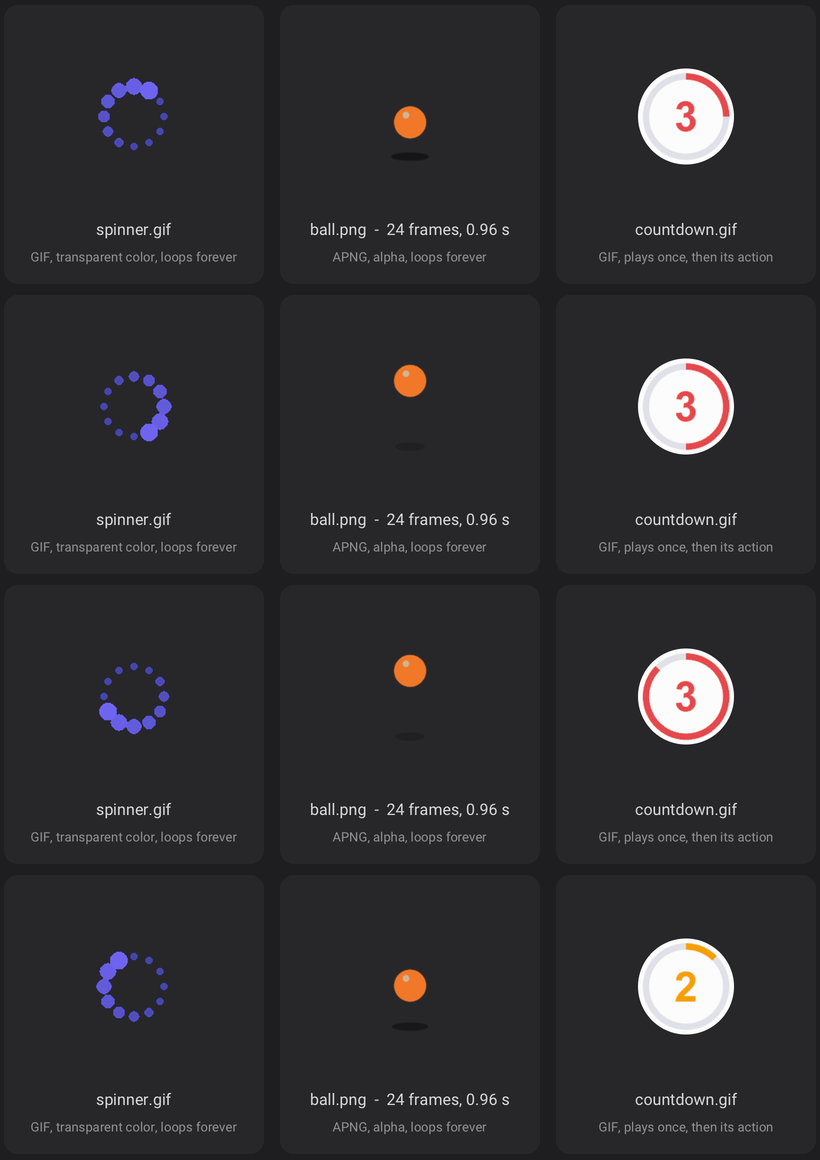 3
spinner.gif
ball.png - 24 frames, 0.96 s
countdown.gif
GIF, transparent color, loops forever
APNG, alpha, loops forever
GIF, plays once, then its action
3
spinner.gif
ball.png - 24 frames, 0.96 s
countdown.gif
GIF, transparent color, loops forever
APNG, alpha, loops forever
GIF, plays once, then its action
3
spinner.gif
ball.png - 24 frames, 0.96 s
countdown.gif
GIF, transparent color, loops forever
APNG, alpha, loops forever
GIF, plays once, then its action
2
spinner.gif
ball.png - 24 frames, 0.96 s
countdown.gif
GIF, transparent color, loops forever
APNG, alpha, loops forever
GIF, plays once, then its action